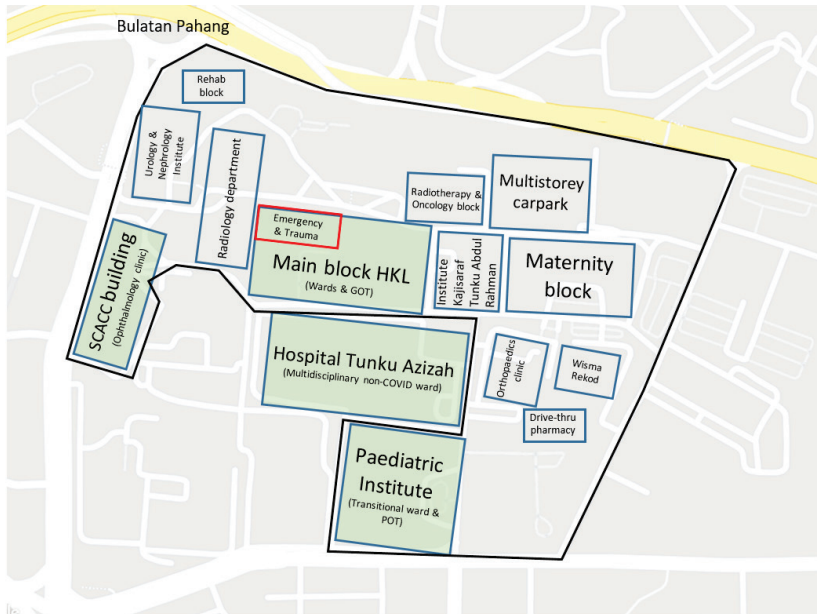 Bulatan Pahang
Rehab
block
Urology &
Nephrology
Institute
Radiology department
SCACC building
(Ophthalmology clinic)
Emergency
& Trauma
Main block HKL
(Wards & GOT)
Radiotherapy &
Oncology block
Multistorey
carpark
Institute
Kajisaraf
Tunku Abdul
Rahman
Maternity
block
Hospital Tunku Azizah
(Multidisciplinary non-COVID ward)
Orthopaedics
clinic
Wisma
Rekod
Drive-thru
pharmacy
Paediatric
Institute
(Transitional ward &
POT)